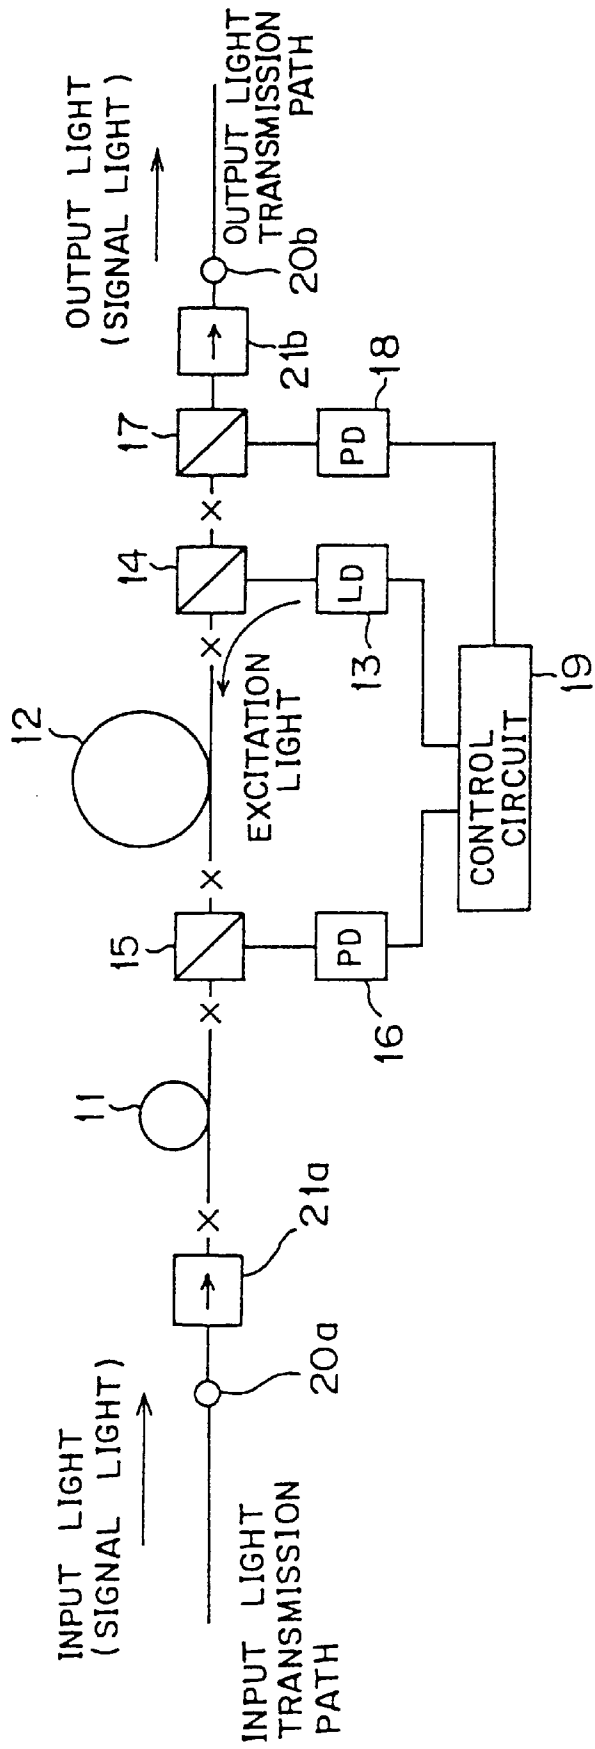 INPUT LIGHT
(SIGNAL LIGHT)
INPUT LIGHT
TRANSMISSION
PATH
20a
21a
11
15
PD
16
12
EXCITATION
LIGHT
14
LD
13
17
PD
18
CONTROL
CIRCUIT
19
21b
20b
OUTPUT LIGHT
(SIGNAL LIGHT)
OUTPUT LIGHT
TRANSMISSION
PATH